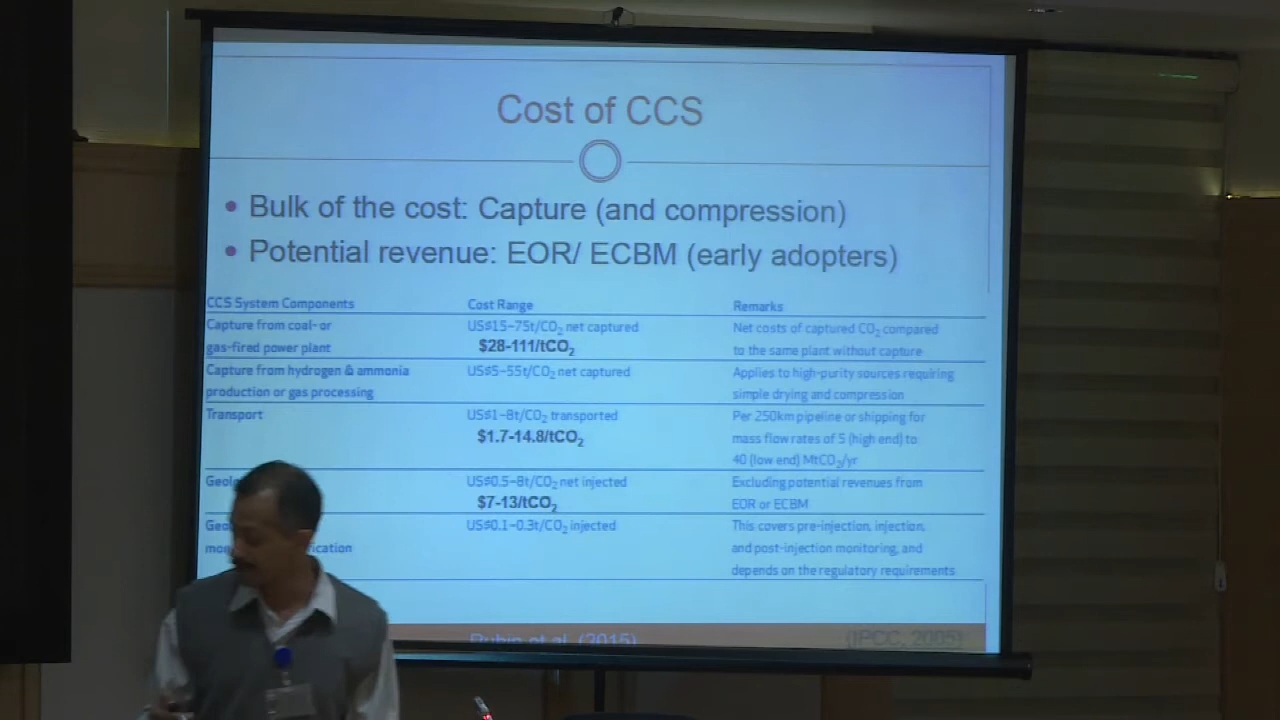 Cost of CCS
• Bulk of the cost: Capture (and compression)
• Potential revenue: EOR/ ECBM (early adopters)
CCS System Components Cost Range Remarks
Capture from coal- or US$15–75t/CO₂ net captured Net costs of captured CO₂ compared
gas-fired power plant $28-111/tCO₂ to the same plant without capture
Capture from hydrogen & ammonia US$5–55t/CO₂ net captured Applies to high-purity sources requiring
production or gas processing simple drying and compression
Transport US$1–8t/CO₂ transported Per 250km pipeline or shipping for
$1.7-14.8/tCO₂ mass flow rates of 5 (high end) to
40 (low end) MtCO₂/yr
US$0.5–8t/CO₂ net injected Excluding potential revenues from
$7-13/tCO₂ EOR or ECBM
US$0.1–0.3t/CO₂ injected This covers pre-injection, injection,
and post-injection monitoring, and
depends on the regulatory requirements
Rubin et al. (2015) (IPCC, 2005)